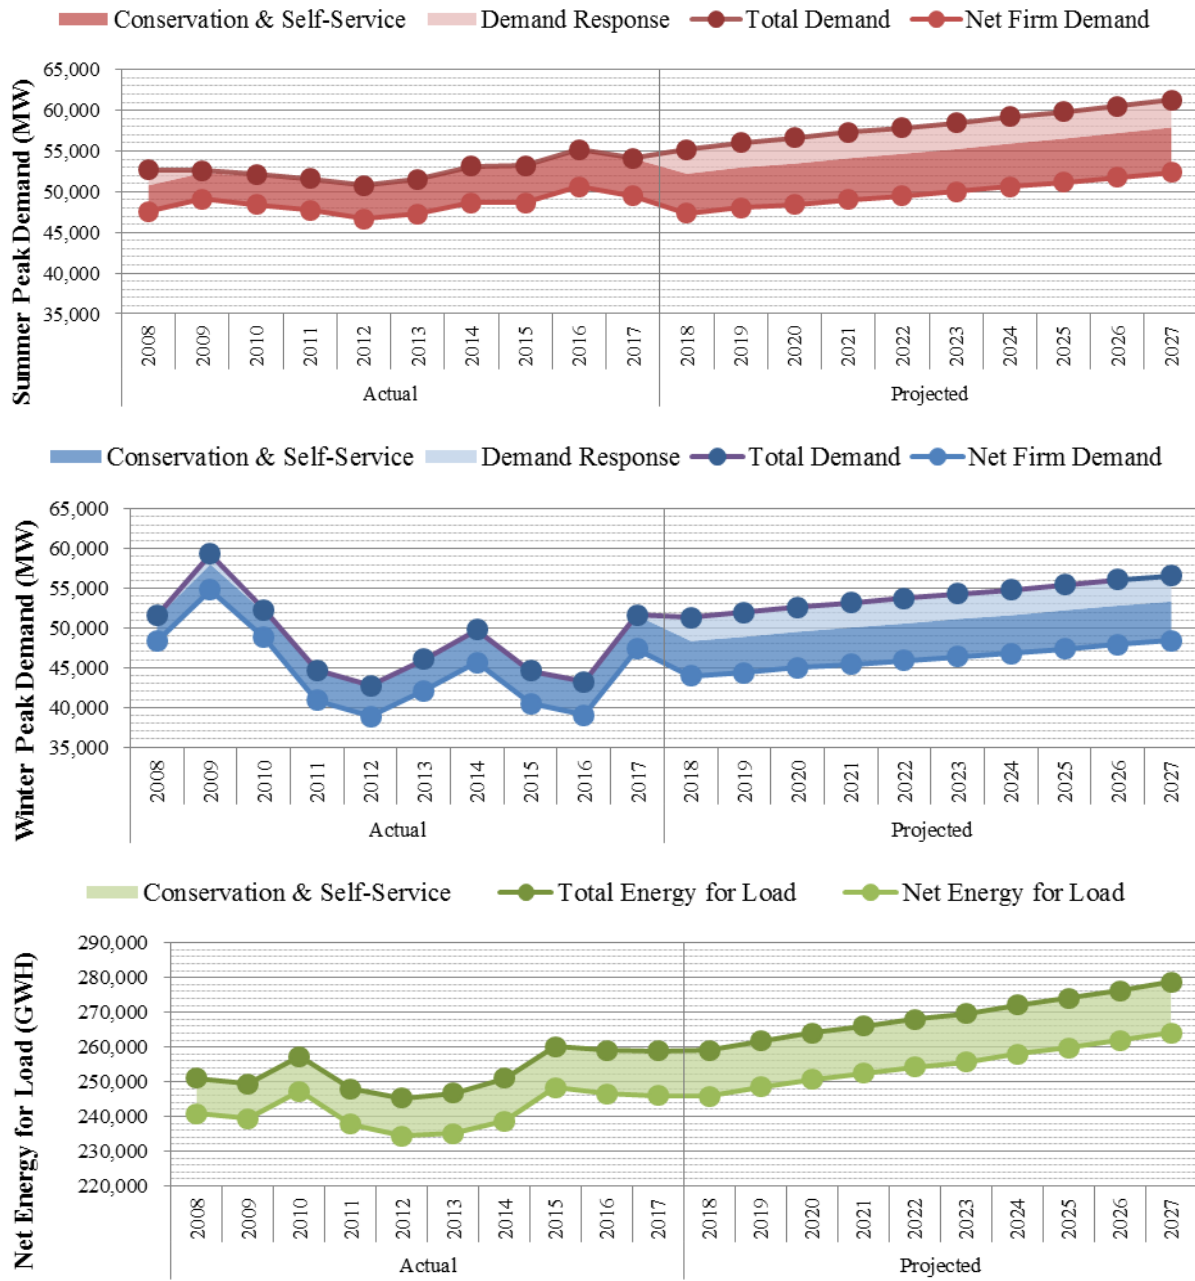 Conservation & Self-Service Demand Response Total Demand Net Firm Demand
Summer Peak Demand (MW)
65,000
60,000
55,000
50,000
45,000
40,000
35,000
2008 2009 2010 2011 2012 2013 2014 2015 2016 2017 2018 2019 2020 2021 2022 2023 2024 2025 2026 2027
Actual Projected
Conservation & Self-Service Demand Response Total Demand Net Firm Demand
Winter Peak Demand (MW)
65,000
60,000
55,000
50,000
45,000
40,000
35,000
2008 2009 2010 2011 2012 2013 2014 2015 2016 2017 2018 2019 2020 2021 2022 2023 2024 2025 2026 2027
Actual Projected
Conservation & Self-Service Total Energy for Load Net Energy for Load
Net Energy for Load (GWH)
290,000
280,000
270,000
260,000
250,000
240,000
230,000
220,000
2008 2009 2010 2011 2012 2013 2014 2015 2016 2017 2018 2019 2020 2021 2022 2023 2024 2025 2026 2027
Actual Projected